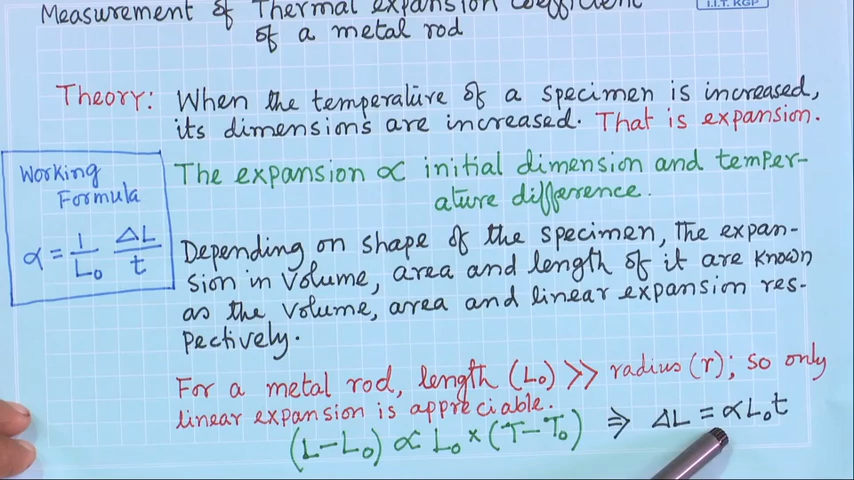 Measurement of Thermal expansion coefficient
of a metal rod
I.I.T. KGP
Theory: When the temperature of a specimen is increased,
its dimensions are increased. That is expansion.
The expansion ∝ initial dimension and temper-
ature difference.
Working
Formula
α = 1/L₀ ΔL/t
Depending on shape of the specimen, the expan-
sion in volume, area and length of it are known
as the volume, area and linear expansion res-
pectively.
For a metal rod, length (L₀) >> radius (r); so only
linear expansion is appreciable.
(L-L₀) ∝ L₀ × (T-T₀) ⇒ ΔL = αL₀t